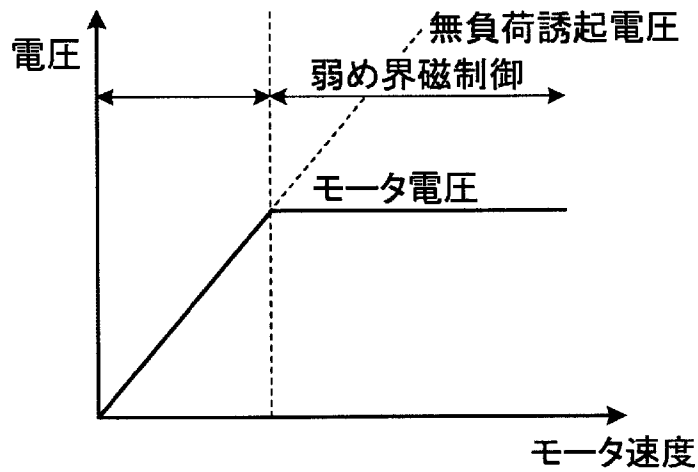 無負荷誘起電圧
電圧
弱め界磁制御
モータ電圧
モータ速度